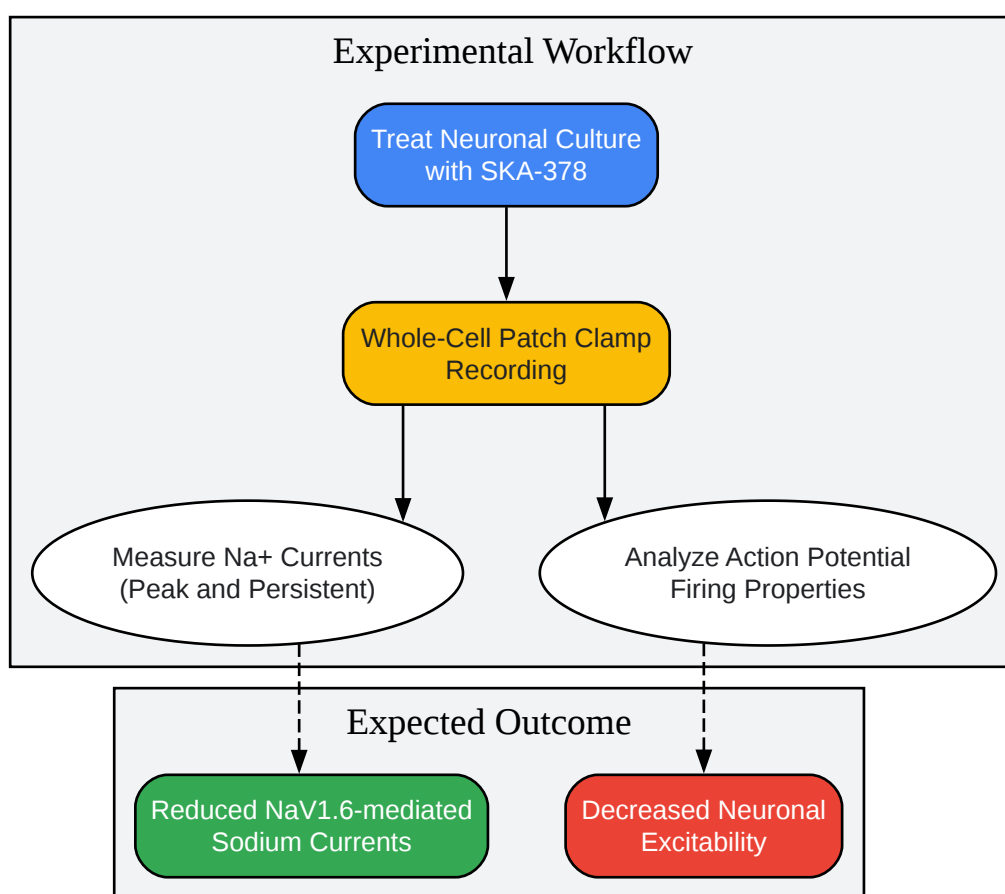 Experimental Workflow
Treat Neuronal Culture
with SKA-378
Whole-Cell Patch Clamp
Recording
Measure Na+ Currents
(Peak and Persistent)
Analyze Action Potential
Firing Properties
Expected Outcome
Reduced NaV1.6-mediated
Sodium Currents
Decreased Neuronal
Excitability